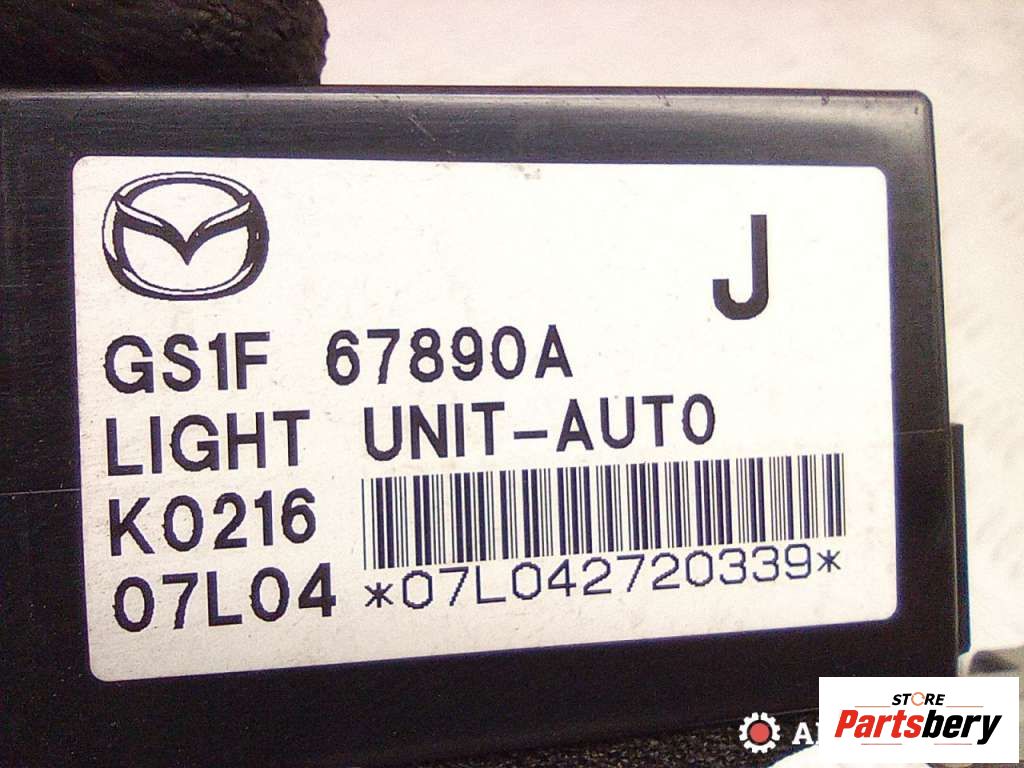 J
GS1F 67890A
LIGHT UNIT-AUTO
K0216
07L04 *07L042720339*
STORE
Partsbery